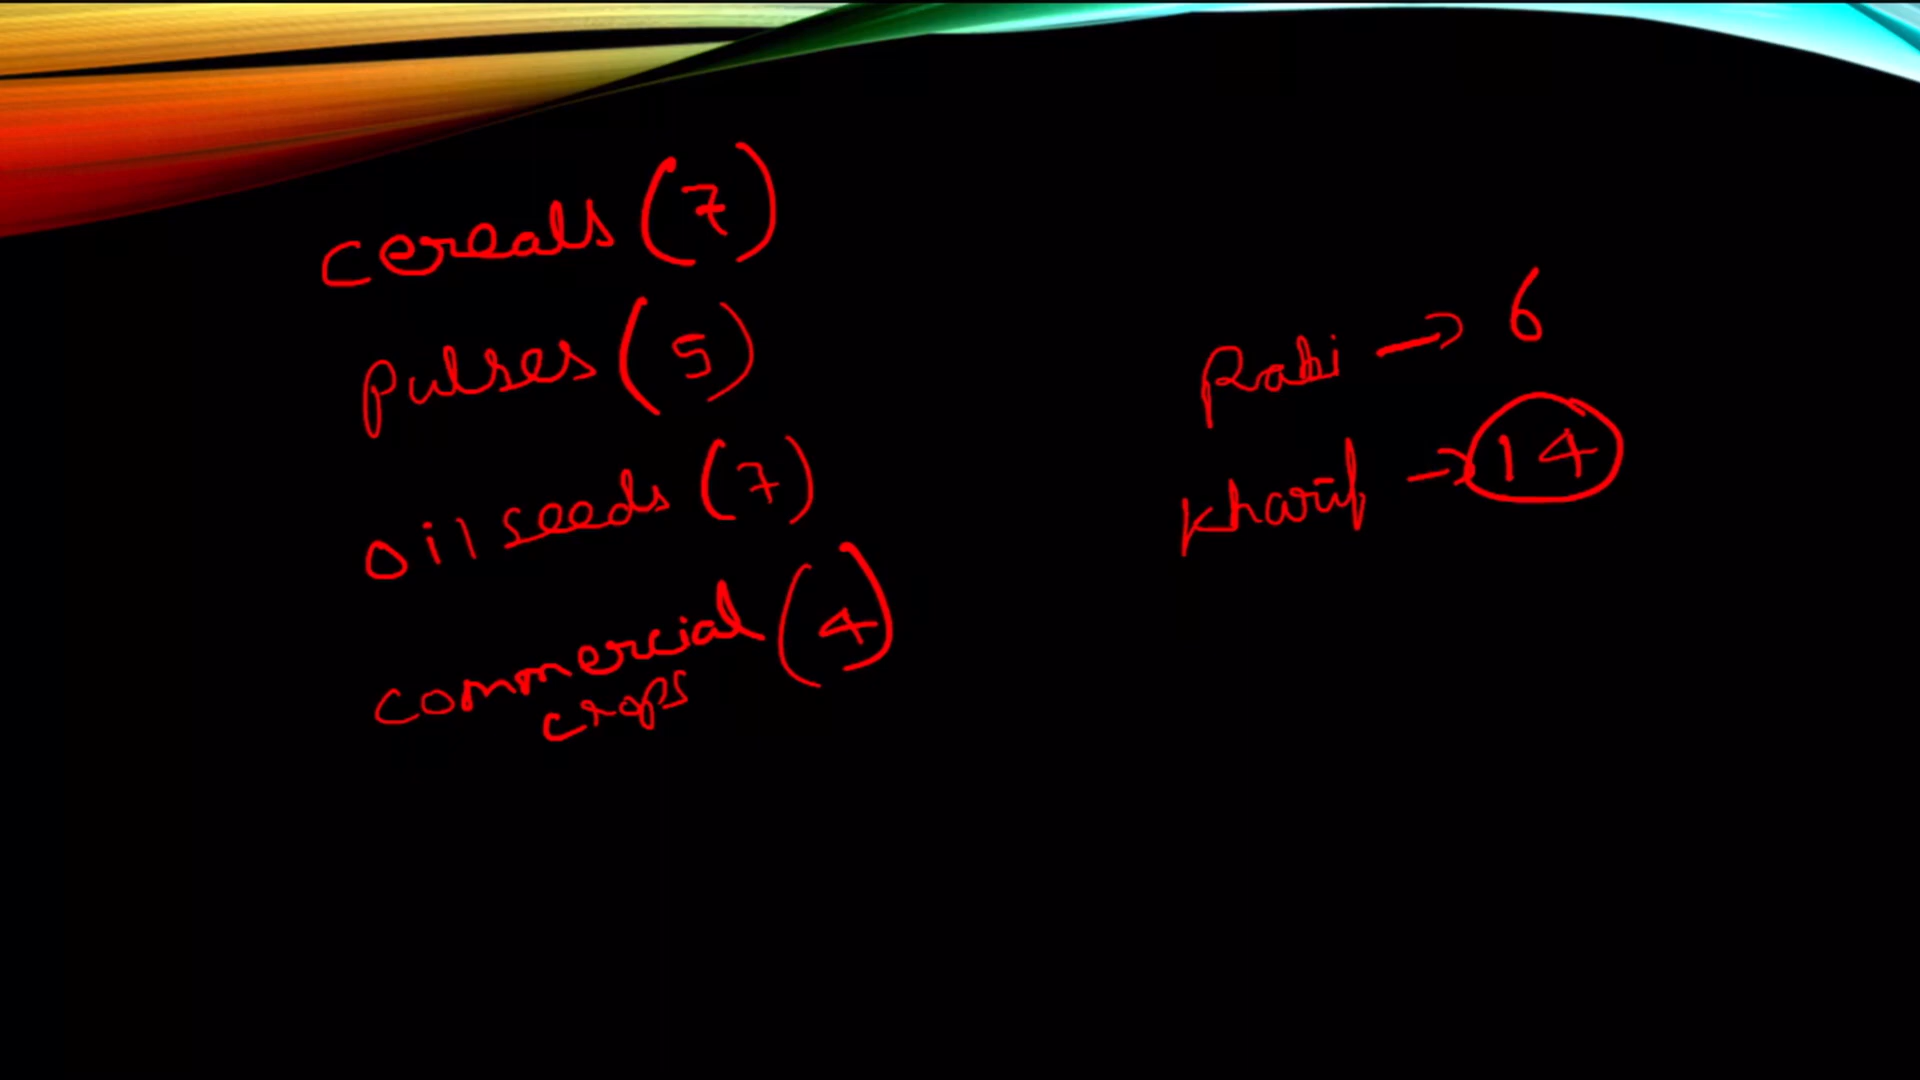 cereals (7)
Pulses (5)
oil seeds (7)
commercial (4)
crops
Rabi → 6
Kharif → 14